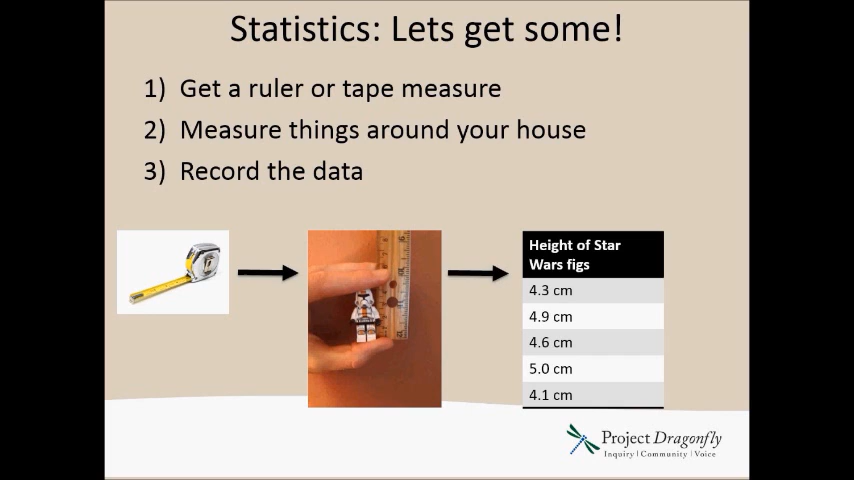 Statistics: Lets get some!
1) Get a ruler or tape measure
2) Measure things around your house
3) Record the data
Height of Star
Wars figs
4.3 cm
4.9 cm
4.6 cm
5.0 cm
4.1 cm
Project Dragonfly
Inquiry | Community | Voice